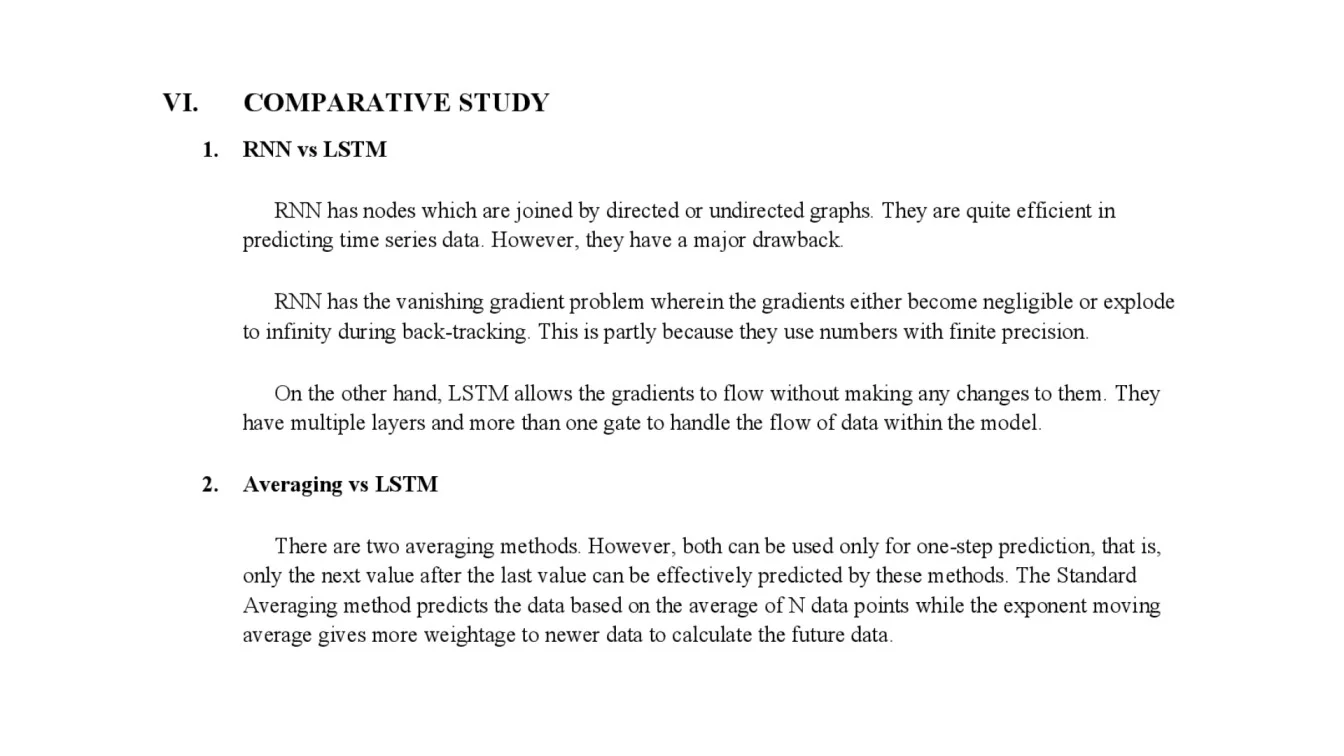 VI. COMPARATIVE STUDY
1. RNN vs LSTM
RNN has nodes which are joined by directed or undirected graphs. They are quite efficient in
predicting time series data. However, they have a major drawback.
RNN has the vanishing gradient problem wherein the gradients either become negligible or explode
to infinity during back-tracking. This is partly because they use numbers with finite precision.
On the other hand, LSTM allows the gradients to flow without making any changes to them. They
have multiple layers and more than one gate to handle the flow of data within the model.
2. Averaging vs LSTM
There are two averaging methods. However, both can be used only for one-step prediction, that is,
only the next value after the last value can be effectively predicted by these methods. The Standard
Averaging method predicts the data based on the average of N data points while the exponent moving
average gives more weightage to newer data to calculate the future data.